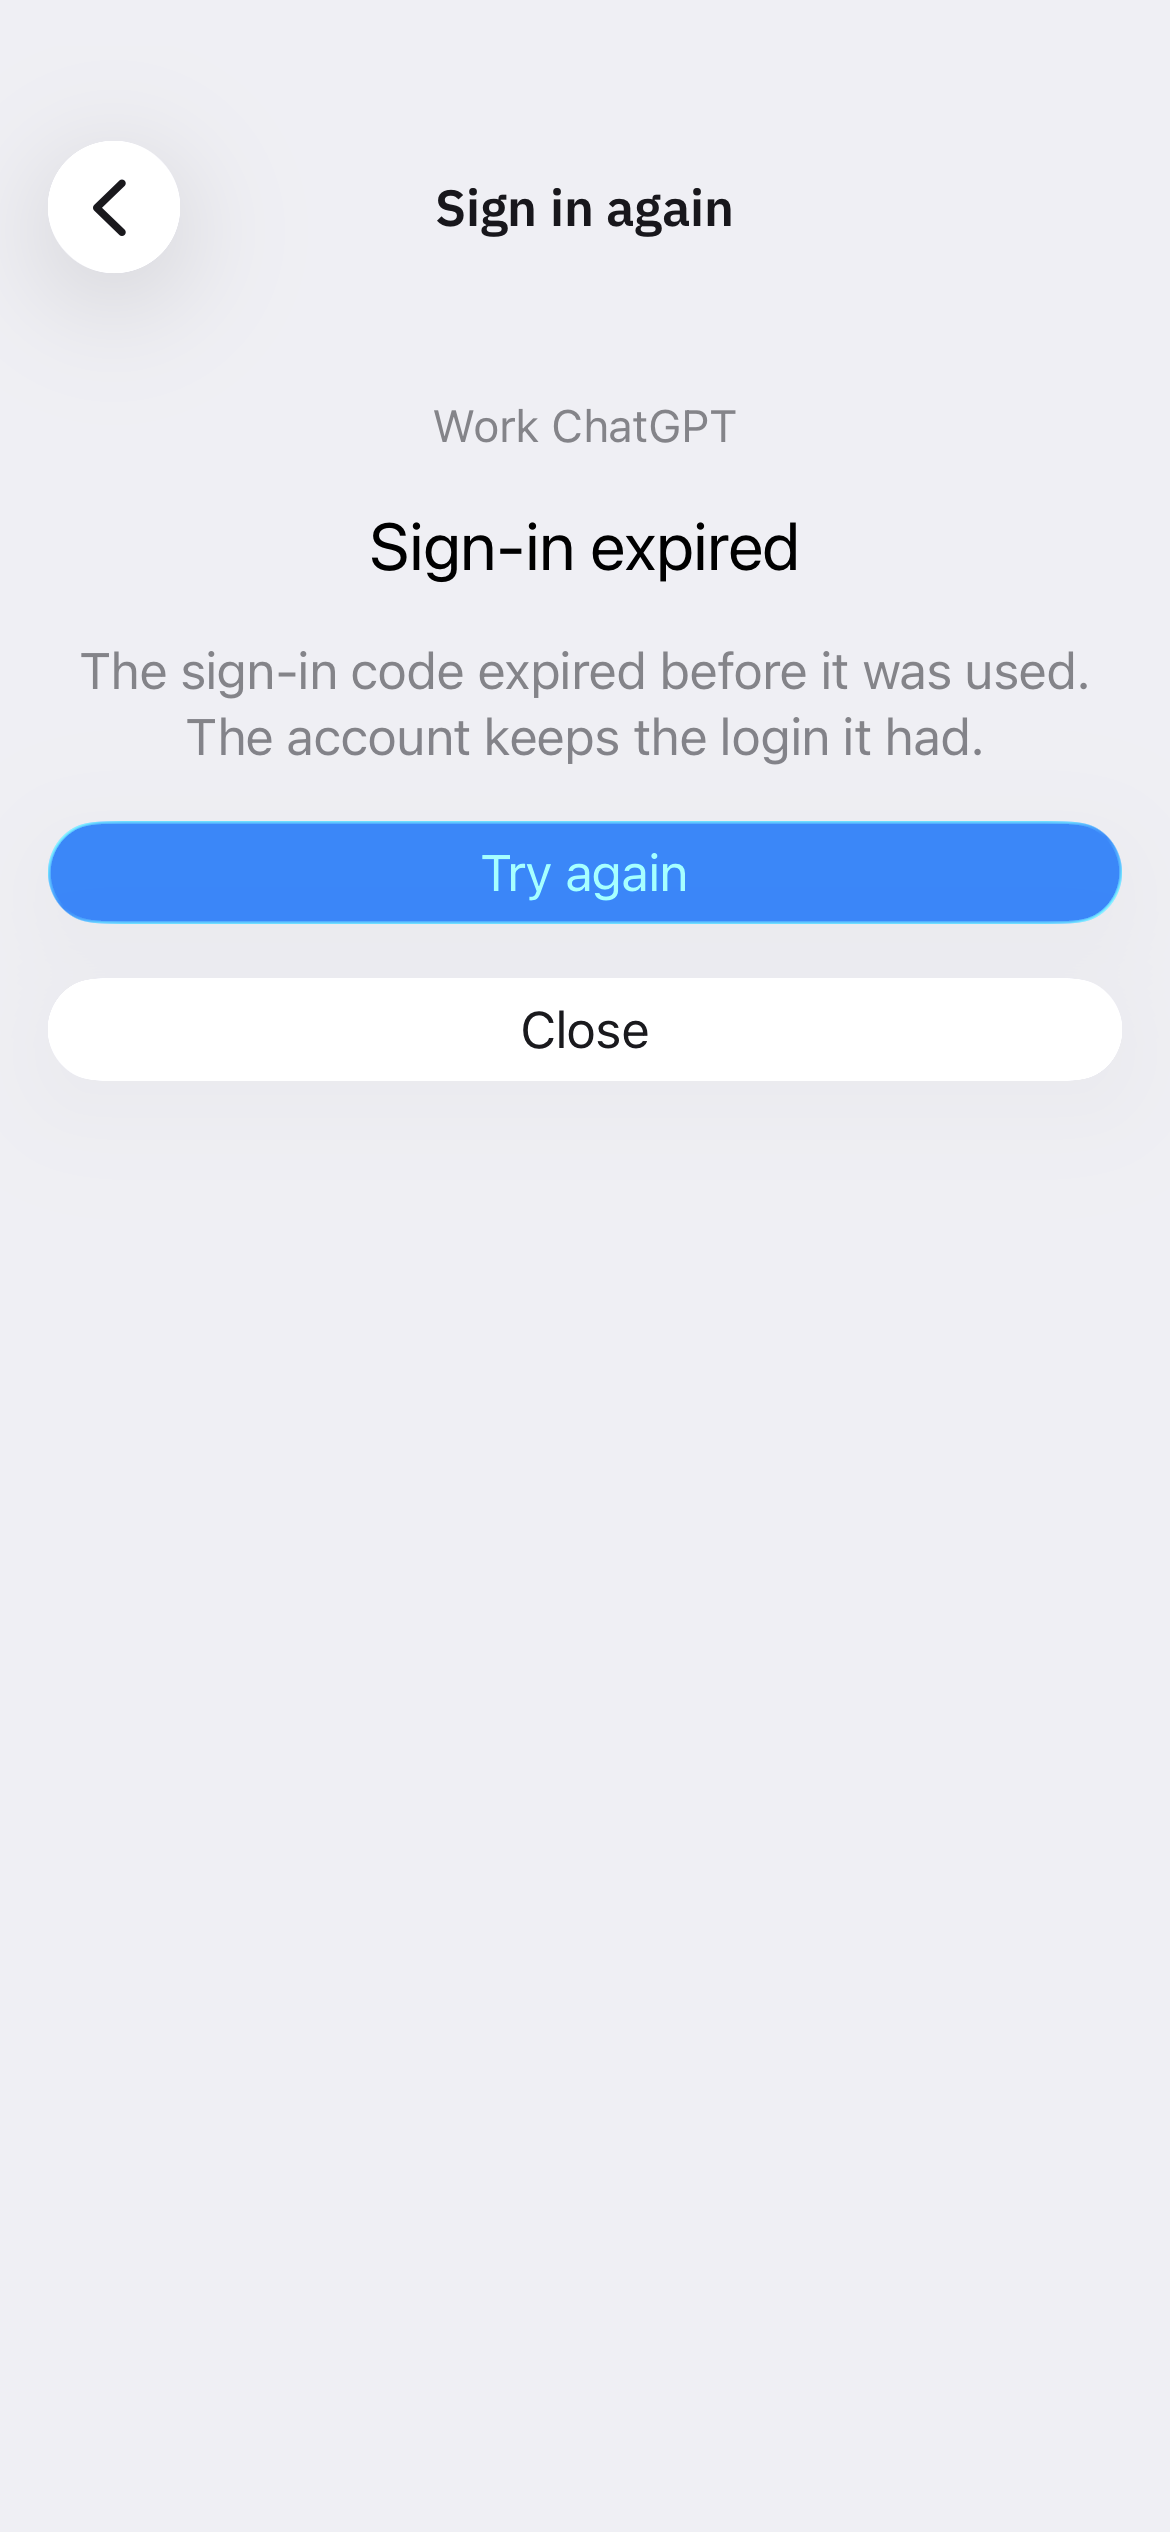 Sign in again
Work ChatGPT
Sign-in expired
The sign-in code expired before it was used.
The account keeps the login it had.
Try again
Close